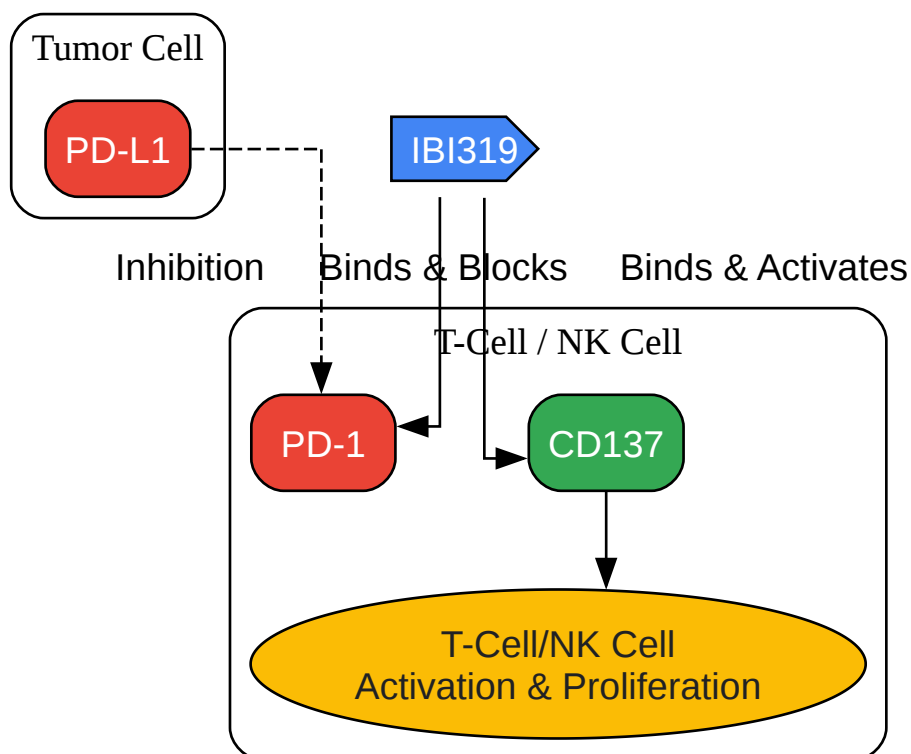 Tumor Cell
PD-L1
IBI319
Inhibition
Binds & Blocks
Binds & Activates
T-Cell / NK Cell
PD-1
CD137
T-Cell/NK Cell
Activation & Proliferation